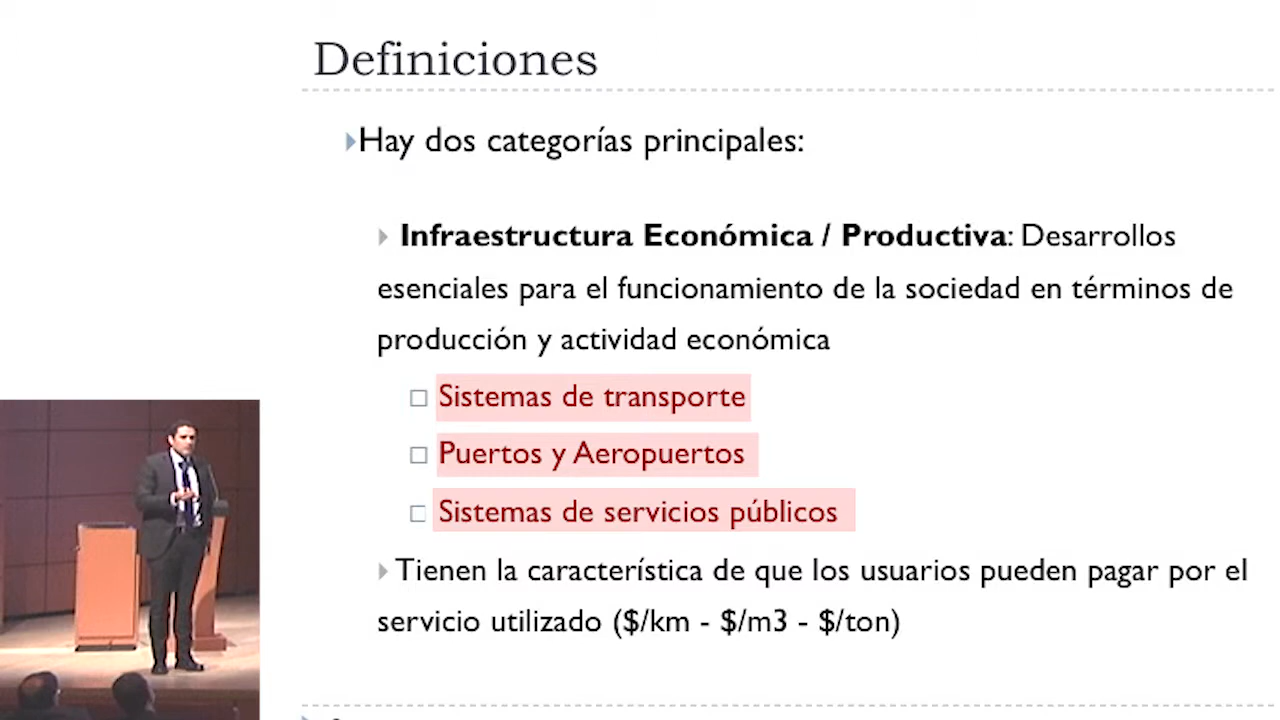 Definiciones
Hay dos categorías principales:
Infraestructura Económica / Productiva: Desarrollos
esenciales para el funcionamiento de la sociedad en términos de
producción y actividad económica
Sistemas de transporte
Puertos y Aeropuertos
Sistemas de servicios públicos
Tienen la característica de que los usuarios pueden pagar por el
servicio utilizado ($/km - $/m3 - $/ton)